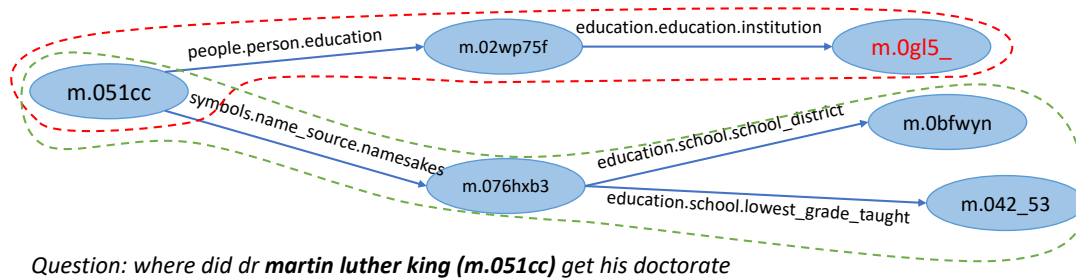 people.person.education
education.education.institution
m.02wp75f
m.0gl5_
m.051cc
symbols.name_source.namesakes
education.school.school_district
m.0bfwyn
m.076hxb3
education.school.lowest_grade_taught
m.042_53
Question: where did dr martin luther king (m.051cc) get his doctorate